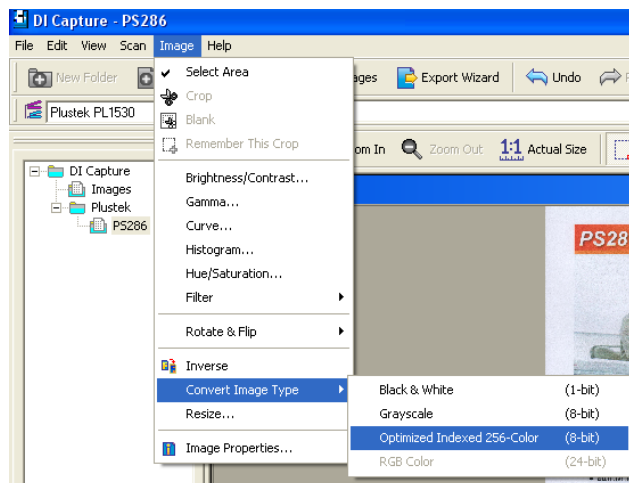 DI Capture - PS286
File Edit View Scan Image Help
New Folder
ages Export Wizard Undo
Plustek PL1530
om In Zoom Out 1:1 Actual Size
DI Capture
Images
Plustek
PS286
Select Area
Crop
Blank
Remember This Crop
Brightness/Contrast...
Gamma...
Curve...
Histogram...
Hue/Saturation...
Filter
Rotate & Flip
Inverse
Convert Image Type
Resize...
Image Properties...
Black & White (1-bit)
Grayscale (8-bit)
Optimized Indexed 256-Color (8-bit)
RGB Color (24-bit)
PS28